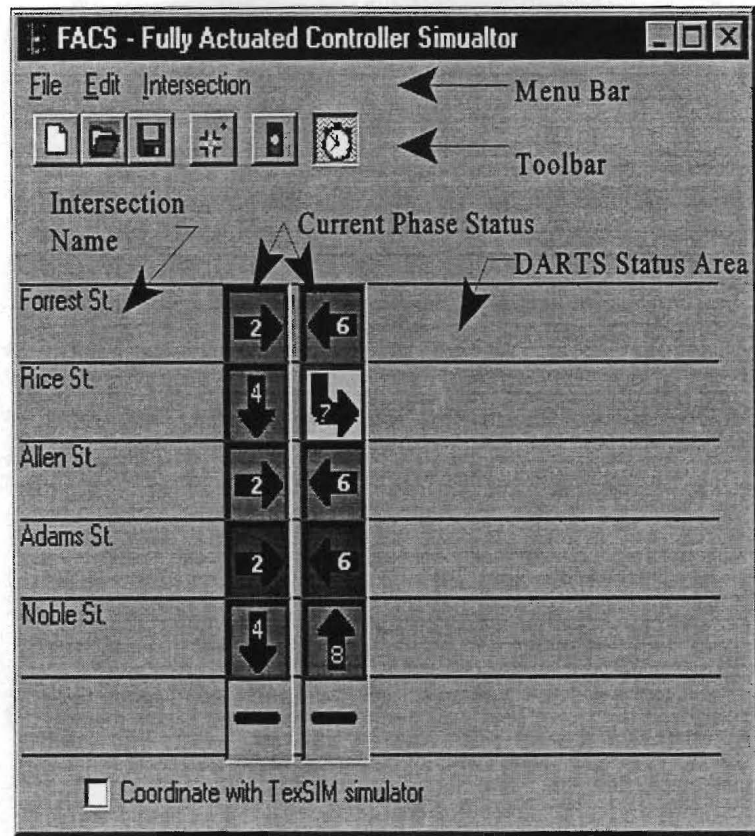 FACS - Fully Actuated Controller Simualtor
File Edit Intersection
Menu Bar
Toolbar
Intersection
Name
Current Phase Status
DARTS Status Area
Forrest St.
2 6
Rice St.
4 7
Allen St.
2 6
Adams St.
2 6
Noble St.
4 8
Coordinate with TexSIM simulator